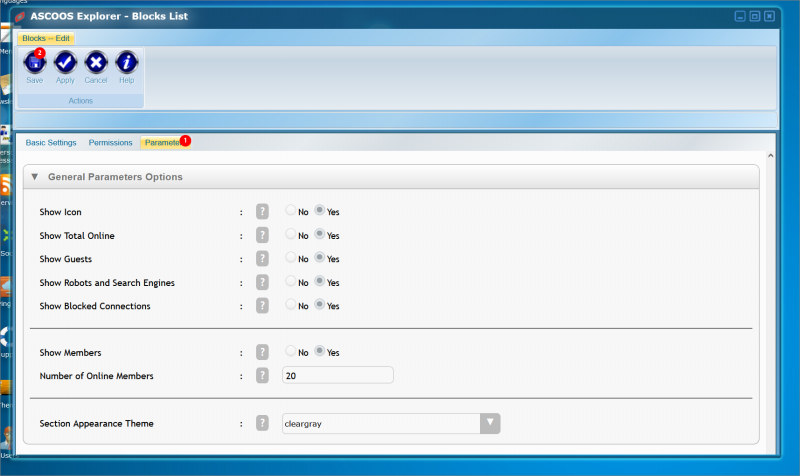 nguages
ASCOOS Explorer - Blocks List
Blocks -- Edit
2
Save Apply Cancel Help
Actions
Basic Settings Permissions Paramete 1
General Parameters Options
Show Icon : ? No Yes
Show Total Online : ? No Yes
Show Guests : ? No Yes
Show Robots and Search Engines : ? No Yes
Show Blocked Connections : ? No Yes
Show Members : ? No Yes
Number of Online Members : ? 20
Section Appearance Theme : ? cleargray